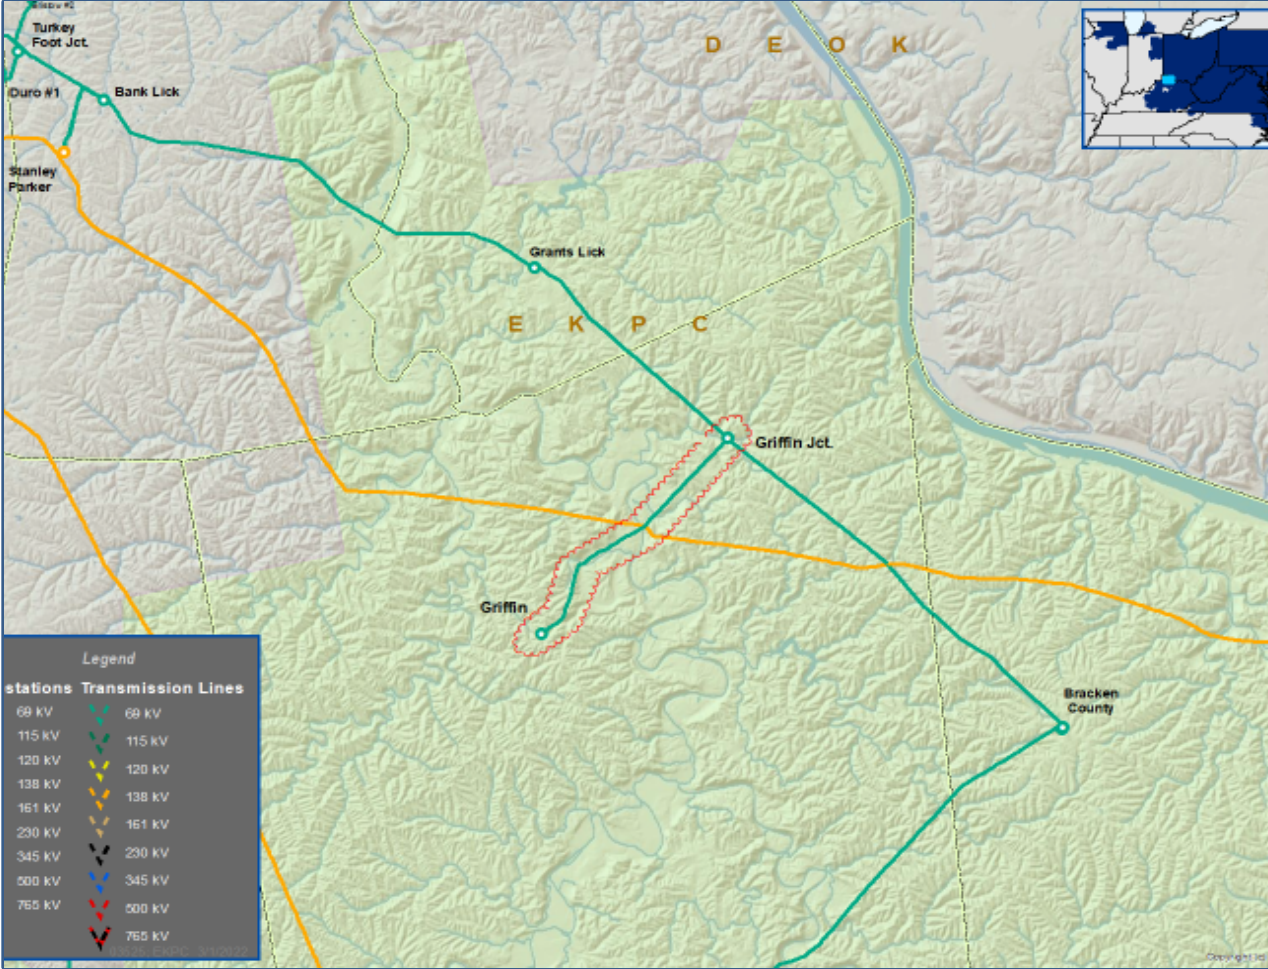 Turkey
Foot Jct.
D E O K
Duro #1
Bank Lick
Stanley
Parker
Grants Lick
E K P C
Griffin Jct.
Griffin
Bracken
County
Legend
stations Transmission Lines
69 kV 69 kV
115 kV 115 kV
120 kV 120 kV
138 kV 138 kV
161 kV 161 kV
230 kV 230 kV
345 kV 345 kV
500 kV 500 kV
765 kV 765 kV
Copyright (c)